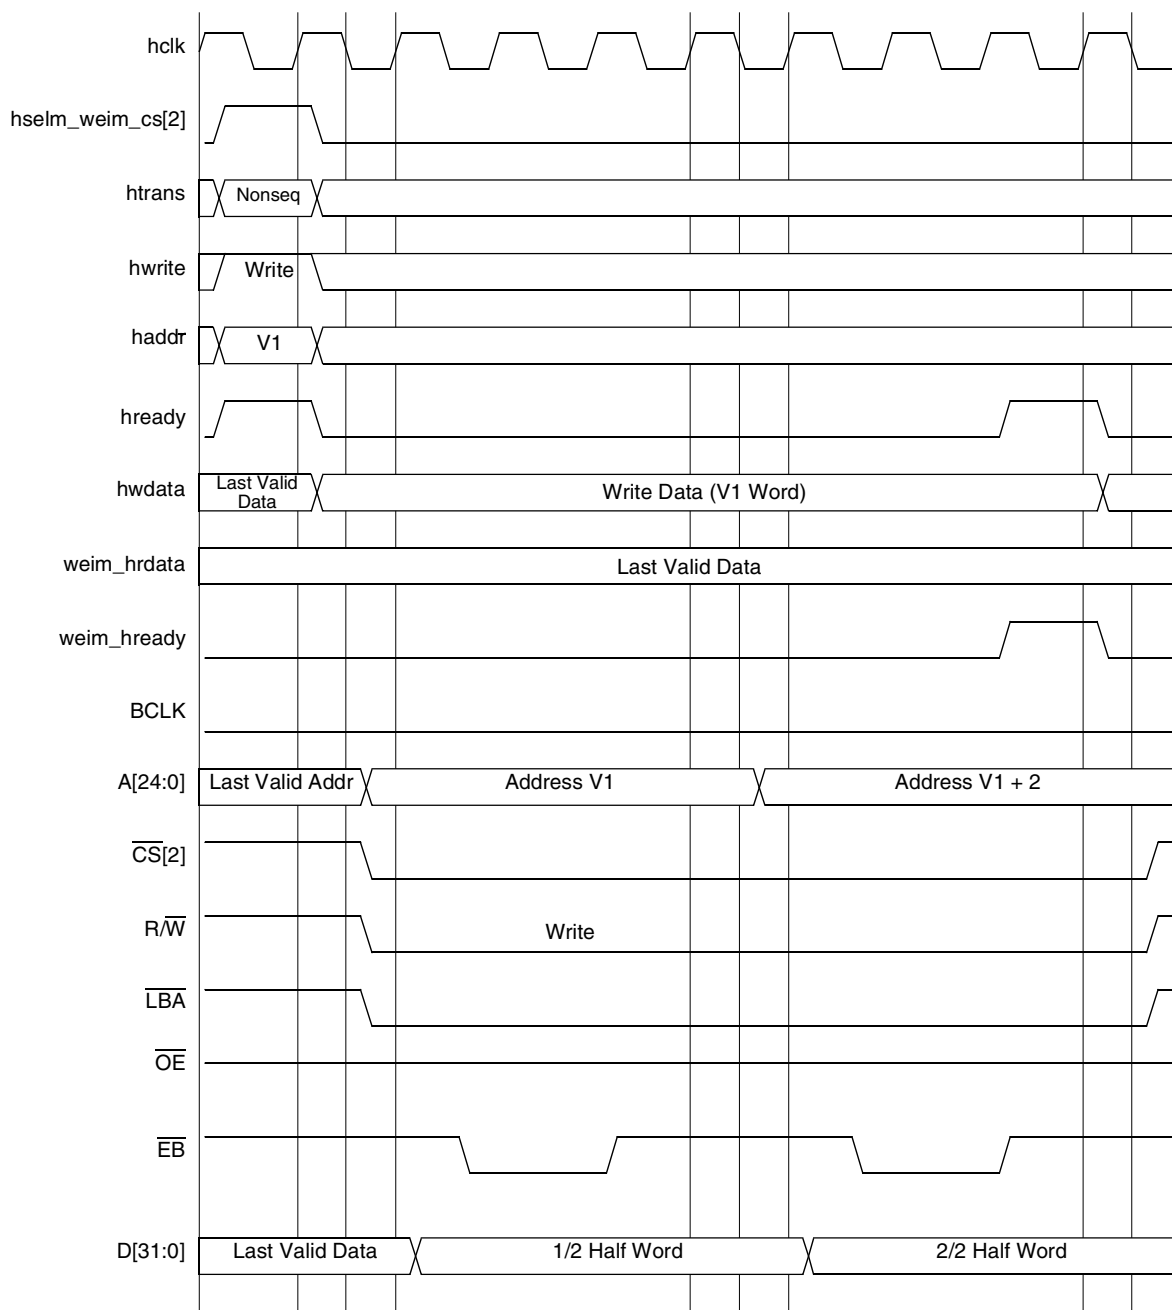 hclk
hselm_weim_cs[2]
htrans Nonseq
hwrite Write
haddr V1
hready
hwdata Last Valid Data Write Data (V1 Word)
weim_hrdata Last Valid Data
weim_hready
BCLK
A[24:0] Last Valid Addr Address V1 Address V1 + 2
CS[2]
R/W Write
LBA
OE
EB
D[31:0] Last Valid Data 1/2 Half Word 2/2 Half Word